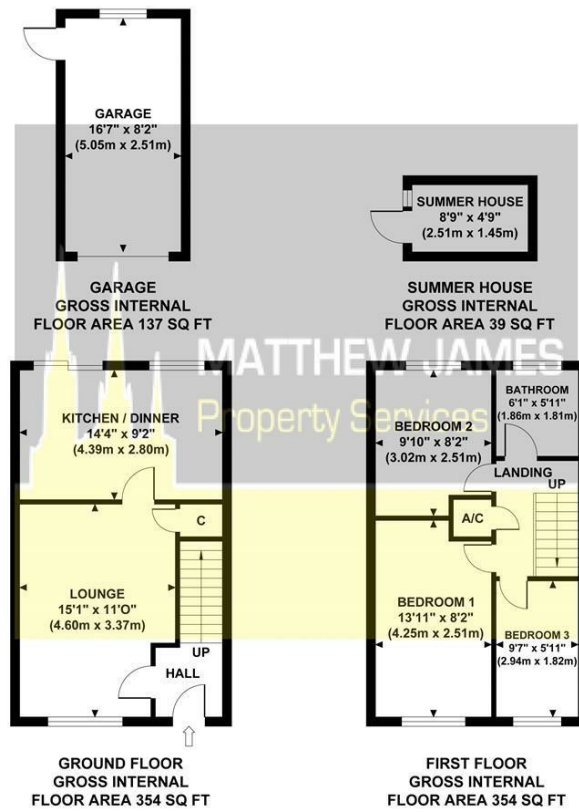 GARAGE
16'7" x 8'2"
(5.05m x 2.51m)
GARAGE
GROSS INTERNAL
FLOOR AREA 137 SQ FT
SUMMER HOUSE
8'9" x 4'9"
(2.51m x 1.45m)
SUMMER HOUSE
GROSS INTERNAL
FLOOR AREA 39 SQ FT
MATTHEW JAMES
Property Services
KITCHEN / DINNER
14'4" x 9'2"
(4.39m x 2.80m)
C
LOUNGE
15'1" x 11'0"
(4.60m x 3.37m)
UP
HALL
GROUND FLOOR
GROSS INTERNAL
FLOOR AREA 354 SQ FT
BEDROOM 2
9'10" x 8'2"
(3.02m x 2.51m)
BATHROOM
6'1" x 5'11"
(1.86m x 1.81m)
LANDING
UP
A/C
BEDROOM 1
13'11" x 8'2"
(4.25m x 2.51m)
BEDROOM 3
9'7" x 5'11"
(2.94m x 1.82m)
FIRST FLOOR
GROSS INTERNAL
FLOOR AREA 354 SQ FT